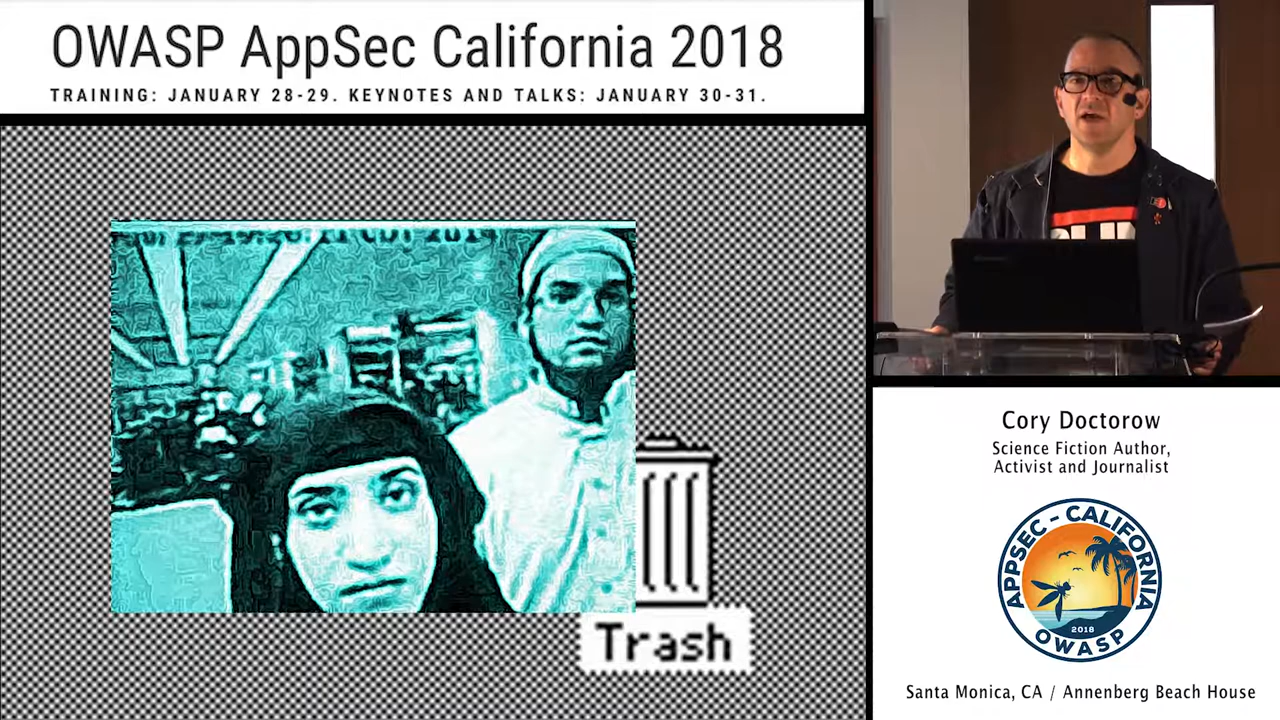 OWASP AppSec California 2018
TRAINING: JANUARY 28-29. KEYNOTES AND TALKS: JANUARY 30-31.
Trash
Cory Doctorow
Science Fiction Author,
Activist and Journalist
APPSEC - CALIFORNIA
2018
OWASP
Santa Monica, CA / Annenberg Beach House